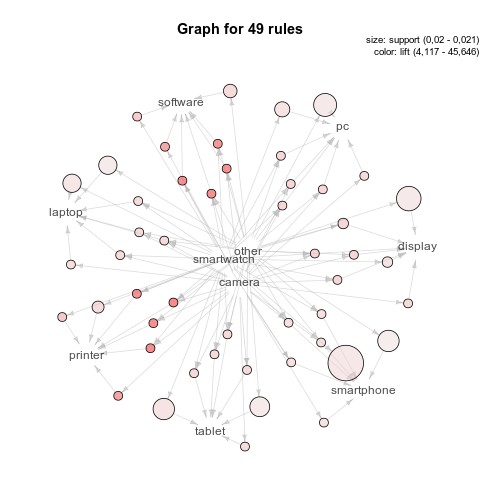 Graph for 49 rules
size: support (0,02 - 0,021)
color: lift (4,117 - 45,646)
software
pc
laptop
display
other
smartwatch
camera
printer
smartphone
tablet